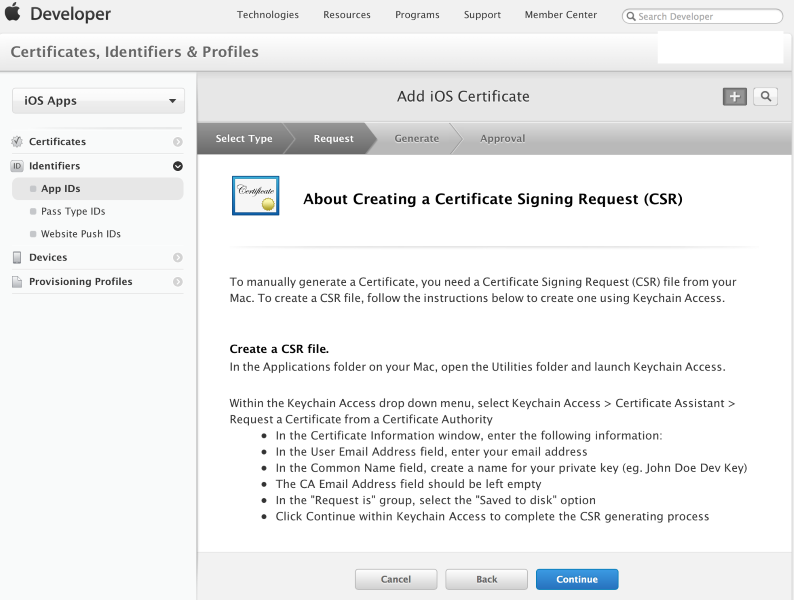 Developer
Technologies Resources Programs Support Member Center Search Developer
Certificates, Identifiers & Profiles
iOS Apps
Certificates
ID Identifiers
App IDs
Pass Type IDs
Website Push IDs
Devices
Provisioning Profiles
Add iOS Certificate
Select Type Request Generate Approval
Certificate
About Creating a Certificate Signing Request (CSR)
To manually generate a Certificate, you need a Certificate Signing Request (CSR) file from your
Mac. To create a CSR file, follow the instructions below to create one using Keychain Access.
Create a CSR file.
In the Applications folder on your Mac, open the Utilities folder and launch Keychain Access.
Within the Keychain Access drop down menu, select Keychain Access > Certificate Assistant >
Request a Certificate from a Certificate Authority
• In the Certificate Information window, enter the following information:
• In the User Email Address field, enter your email address
• In the Common Name field, create a name for your private key (eg. John Doe Dev Key)
• The CA Email Address field should be left empty
• In the "Request is" group, select the "Saved to disk" option
• Click Continue within Keychain Access to complete the CSR generating process
Cancel Back Continue